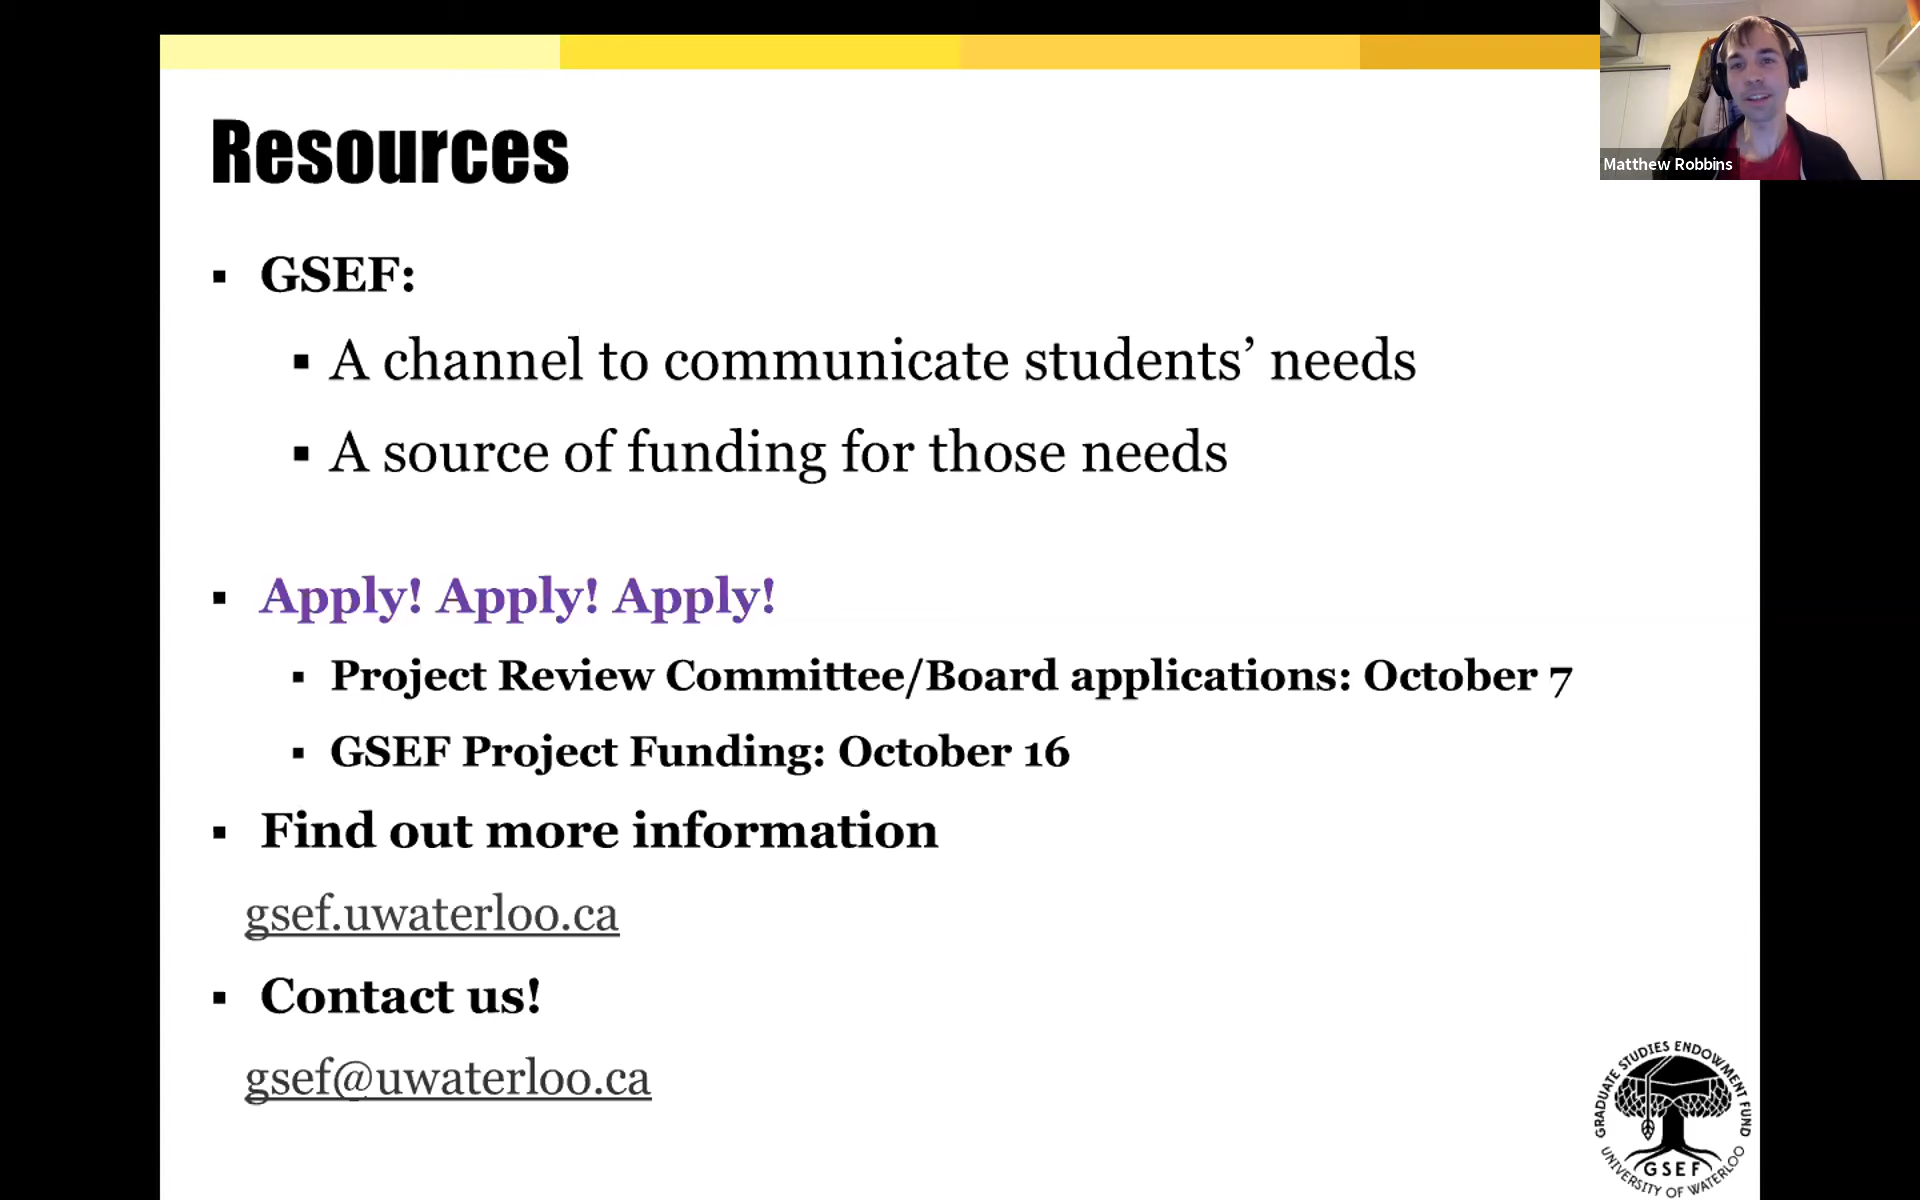 Resources
Matthew Robbins
▪ GSEF:
▪ A channel to communicate students’ needs
▪ A source of funding for those needs
▪ Apply! Apply! Apply!
▪ Project Review Committee/Board applications: October 7
▪ GSEF Project Funding: October 16
▪ Find out more information
gsef.uwaterloo.ca
▪ Contact us!
gsef@uwaterloo.ca
GRADUATE STUDIES ENDOWMENT FUND
GSEF
UNIVERSITY OF WATERLOO